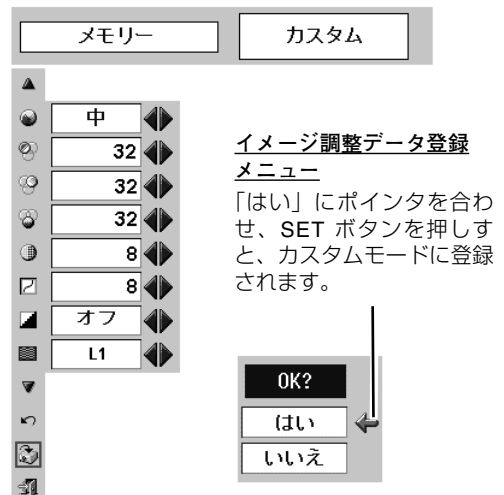 メモリー
カスタム
中
32
32
32
8
8
オフ
L1
イメージ調整データ登録
メニュー
「はい」にポインタを合わ
せ、SET ボタンを押しす
と、カスタムモードに登録
されます。
OK?
はい
いいえ